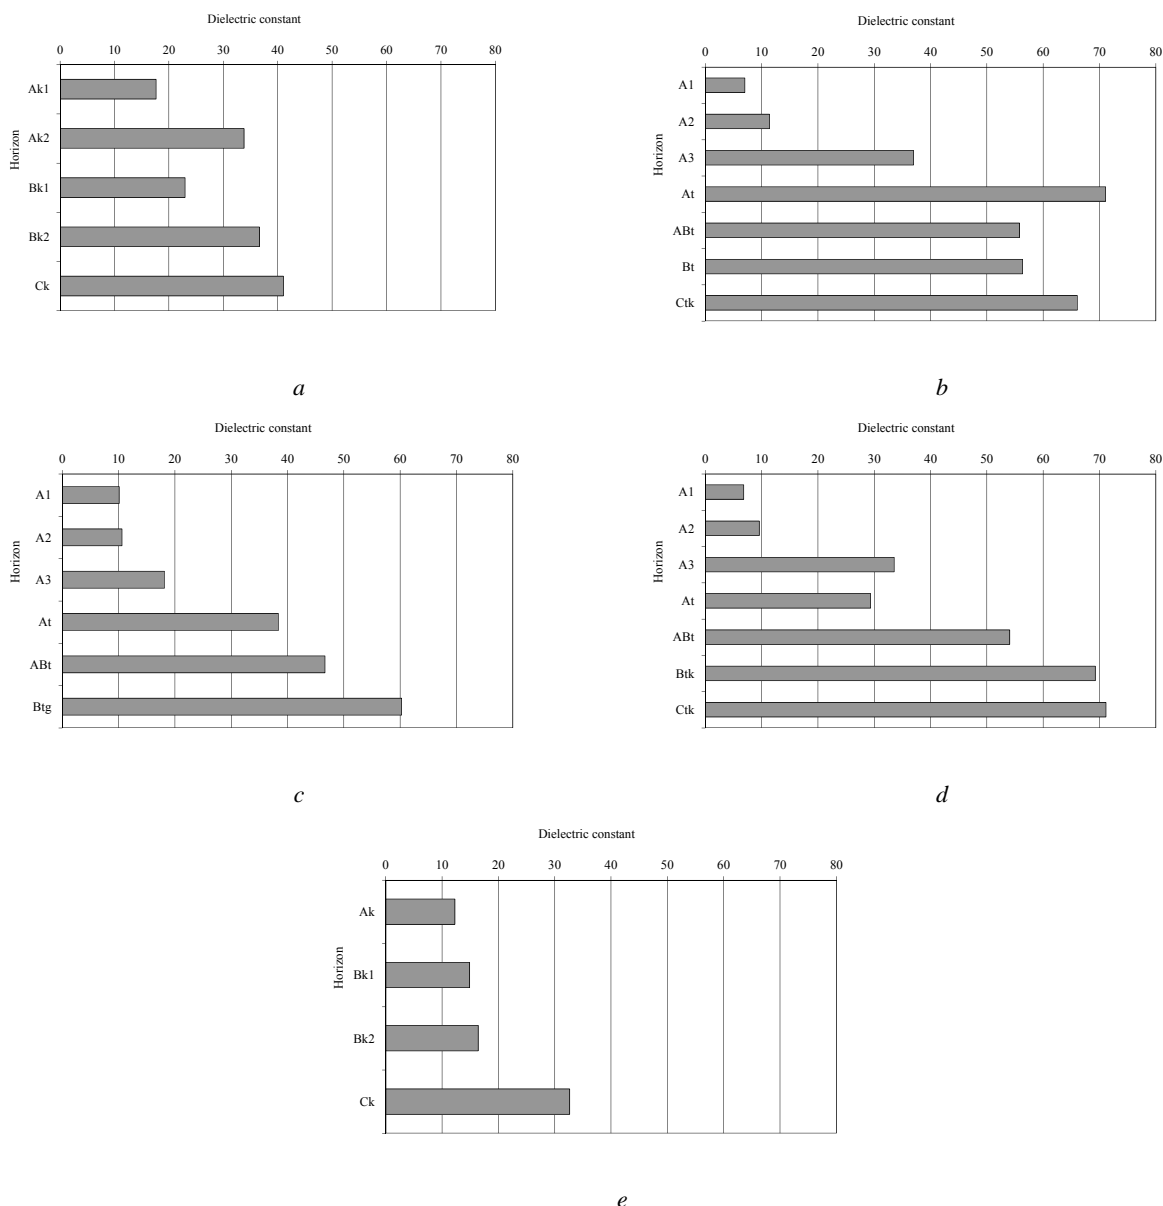 Dielectric constant
0 10 20 30 40 50 60 70 80
Horizon
Ak1
Ak2
Bk1
Bk2
Ck
a
Dielectric constant
0 10 20 30 40 50 60 70 80
Horizon
A1
A2
A3
At
ABt
Bt
Ctk
b
Dielectric constant
0 10 20 30 40 50 60 70 80
Horizon
A1
A2
A3
At
ABt
Btg
c
Dielectric constant
0 10 20 30 40 50 60 70 80
Horizon
A1
A2
A3
At
ABt
Btk
Ctk
d
Dielectric constant
0 10 20 30 40 50 60 70 80
Horizon
Ak
Bk1
Bk2
Ck
e